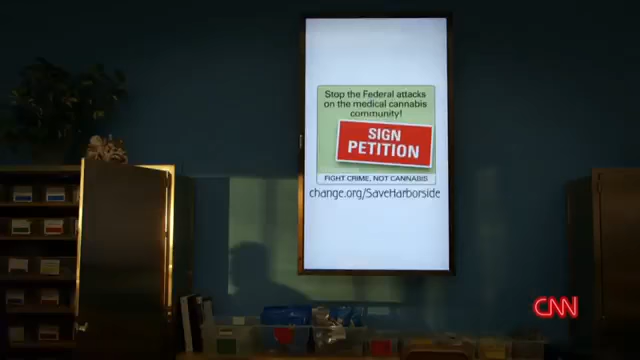 Stop the Federal attacks
on the medical cannabis
community!
SIGN
PETITION
FIGHT CRIME, NOT CANNABIS
change.org/SaveHarborside
CNN